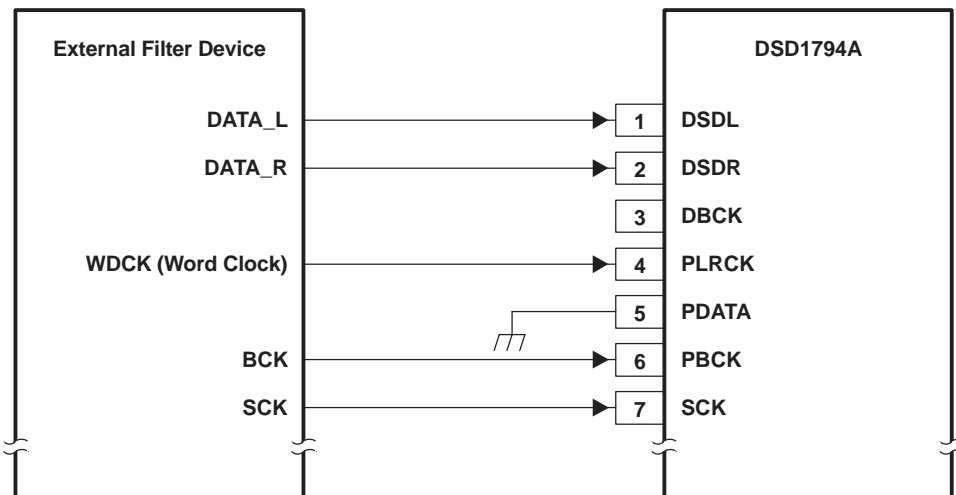 External Filter Device
DSD1794A
DATA_L
1
DSDL
DATA_R
2
DSDR
3
DBCK
WDCK (Word Clock)
4
PLRCK
5
PDATA
BCK
6
PBCK
SCK
7
SCK